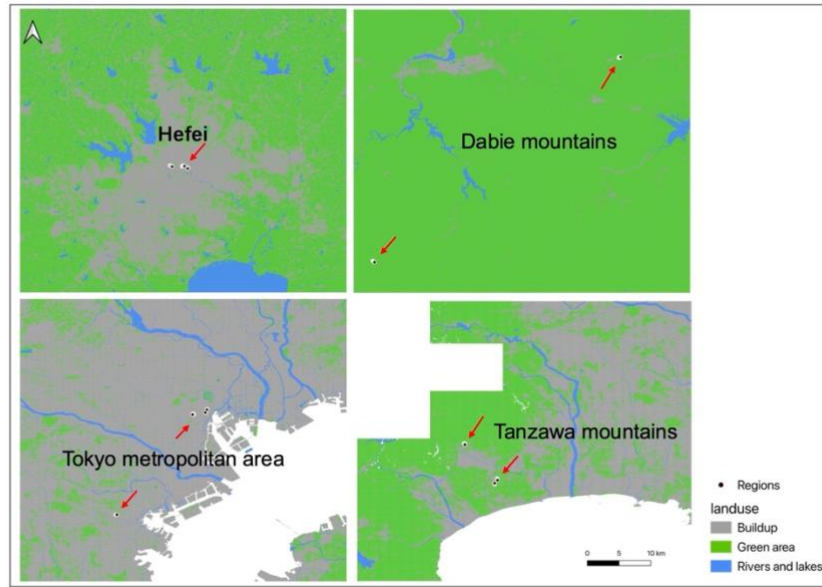 Hefei
Dabie mountains
Tokyo metropolitan area
Tanzawa mountains
Regions
landuse
Buildup
Green area
Rivers and lakes
0 5 10 km